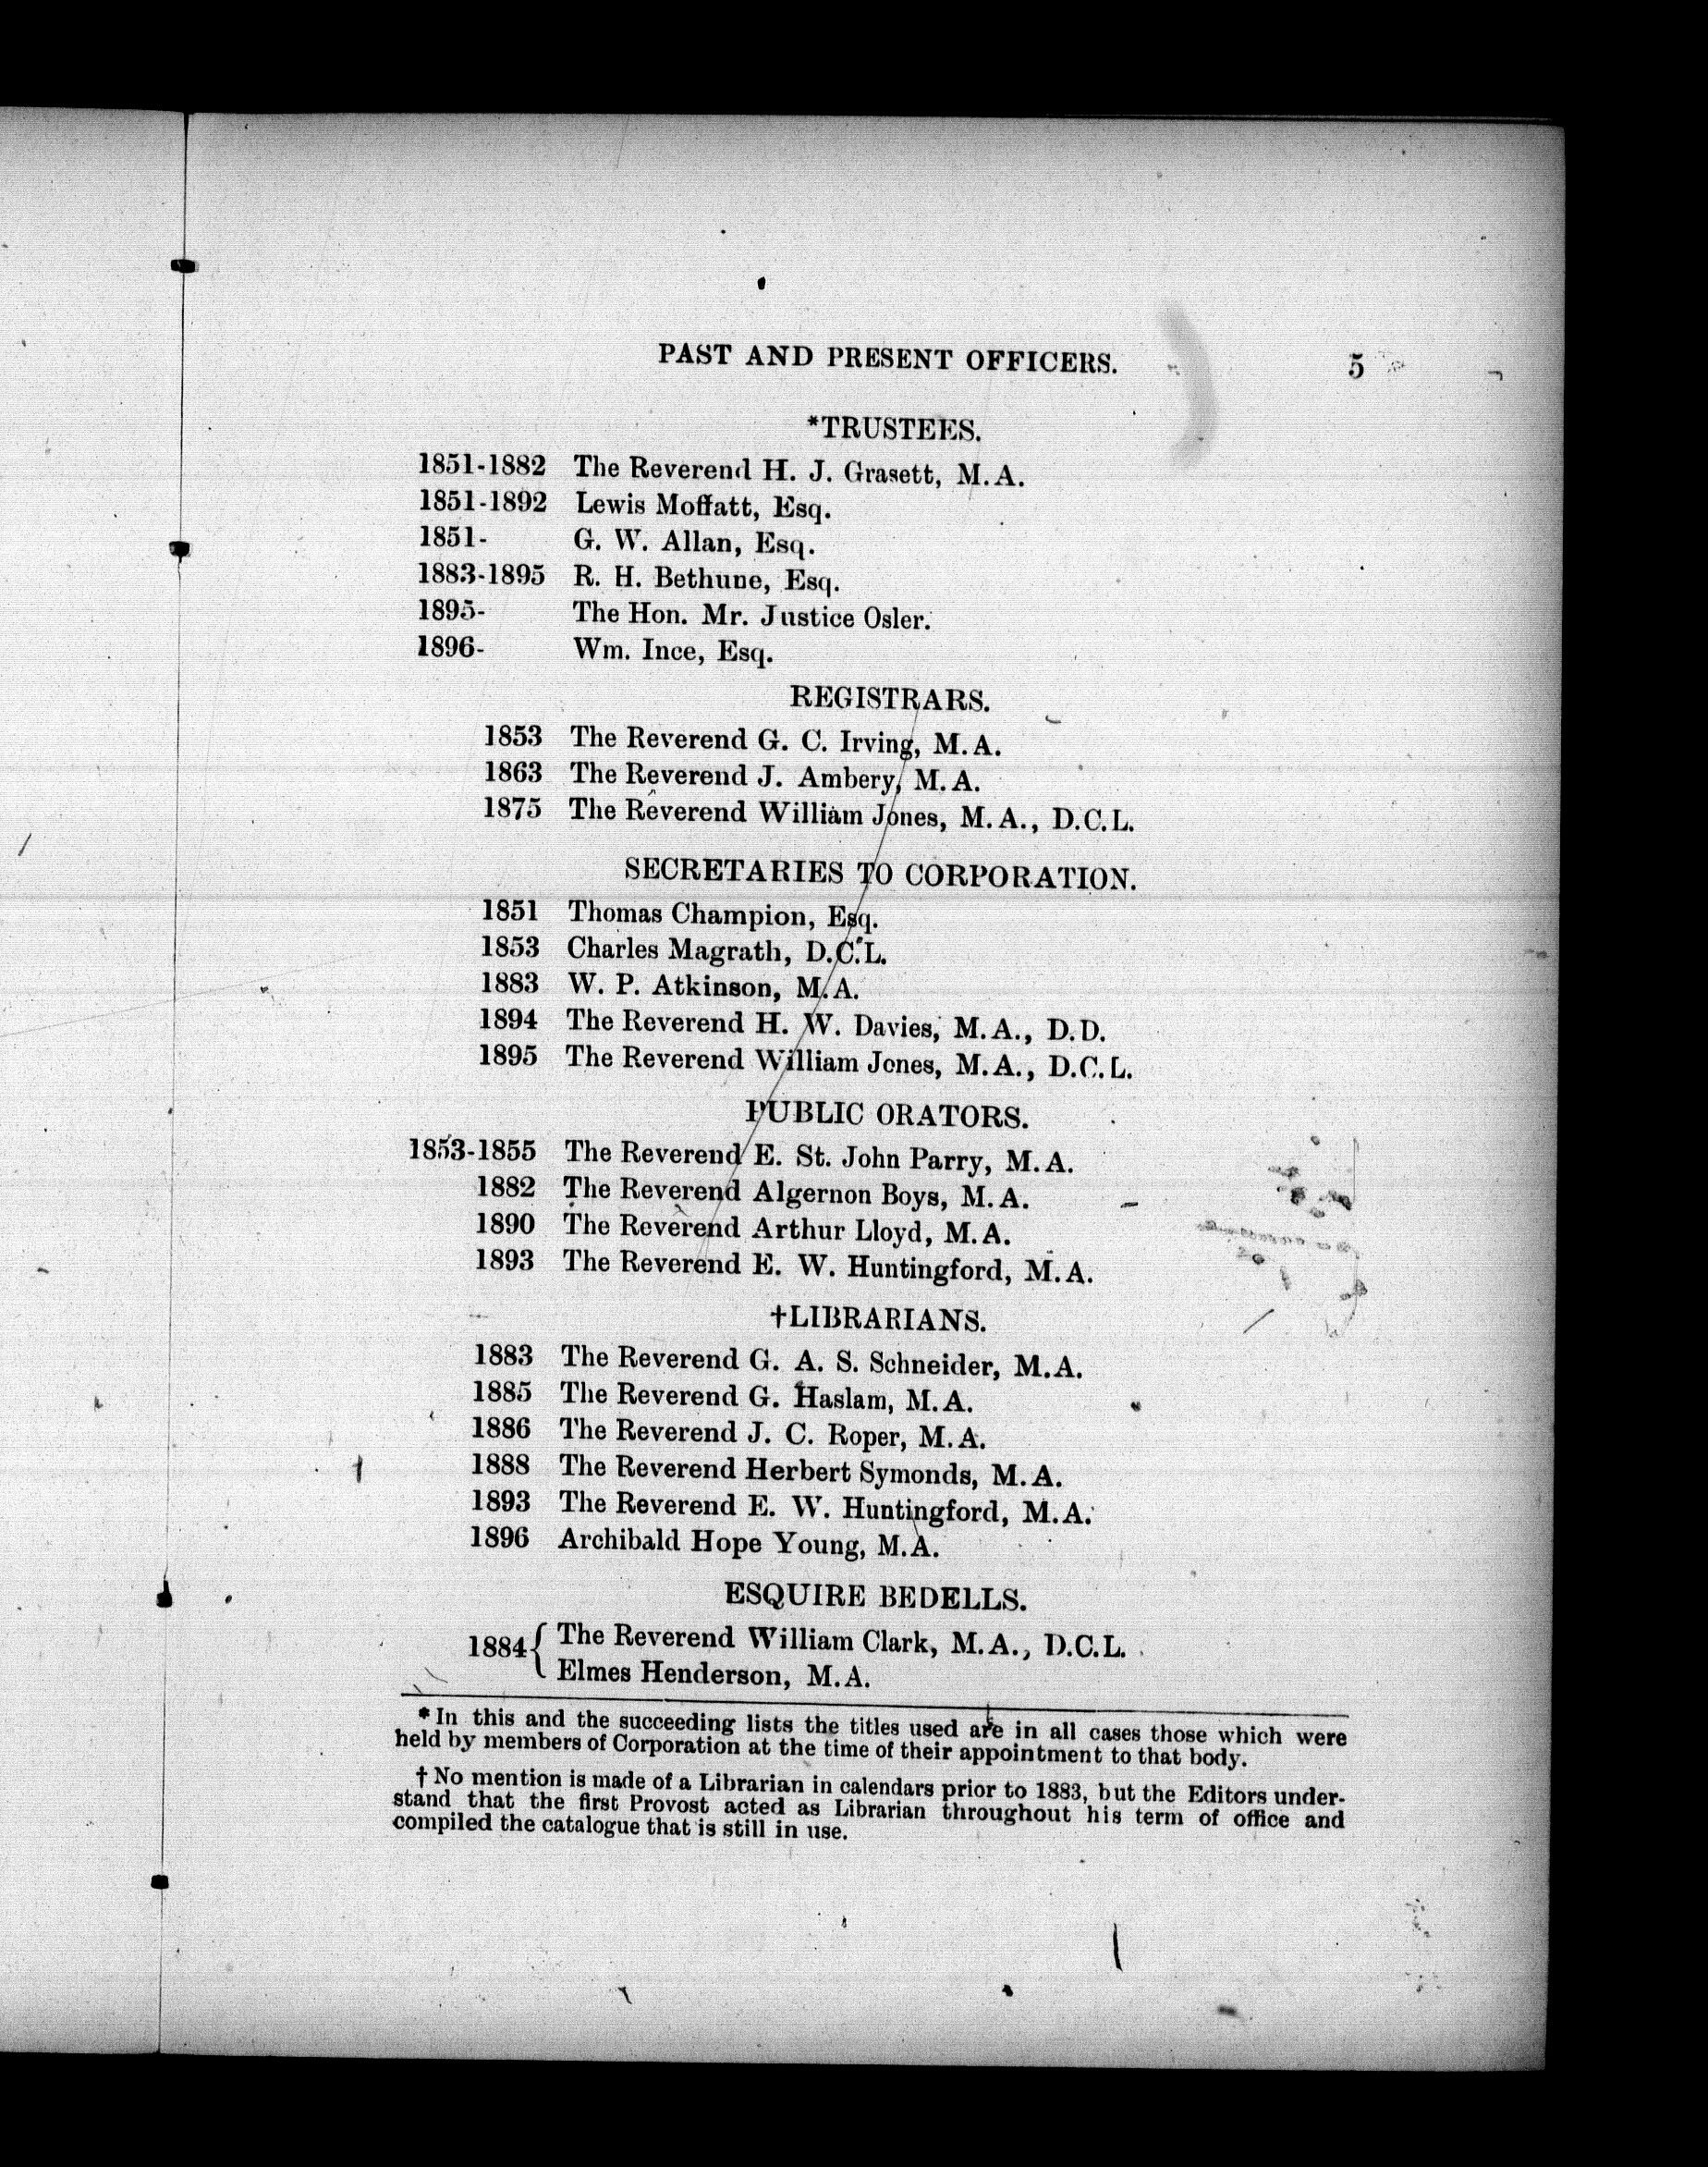 PAST AND PRESENT OFFICERS. 5
*TRUSTEES.
1851-1882 The Reverend H. J. Grasett, M.A.
1851-1892 Lewis Moffatt, Esq.
1851- G. W. Allan, Esq.
1883-1895 R. H. Bethune, Esq.
1895- The Hon. Mr. Justice Osler.
1896- Wm. Ince, Esq.
REGISTRARS.
1853 The Reverend G. C. Irving, M.A.
1863 The Reverend J. Ambery, M.A.
1875 The Reverend William Jones, M.A., D.C.L.
SECRETARIES TO CORPORATION.
1851 Thomas Champion, Esq.
1853 Charles Magrath, D.C.L.
1883 W. P. Atkinson, M.A.
1894 The Reverend H. W. Davies, M.A., D.D.
1895 The Reverend William Jones, M.A., D.C.L.
PUBLIC ORATORS.
1853-1855 The Reverend E. St. John Parry, M.A.
1882 The Reverend Algernon Boys, M.A.
1890 The Reverend Arthur Lloyd, M.A.
1893 The Reverend E. W. Huntingford, M.A.
†LIBRARIANS.
1883 The Reverend G. A. S. Schneider, M.A.
1885 The Reverend G. Haslam, M.A.
1886 The Reverend J. C. Roper, M.A.
1888 The Reverend Herbert Symonds, M.A.
1893 The Reverend E. W. Huntingford, M.A.
1896 Archibald Hope Young, M.A.
ESQUIRE BEDELLS.
1884 { The Reverend William Clark, M.A., D.C.L.
Elmes Henderson, M.A.
* In this and the succeeding lists the titles used are in all cases those which were
held by members of Corporation at the time of their appointment to that body.
† No mention is made of a Librarian in calendars prior to 1883, but the Editors under-
stand that the first Provost acted as Librarian throughout his term of office and
compiled the catalogue that is still in use.